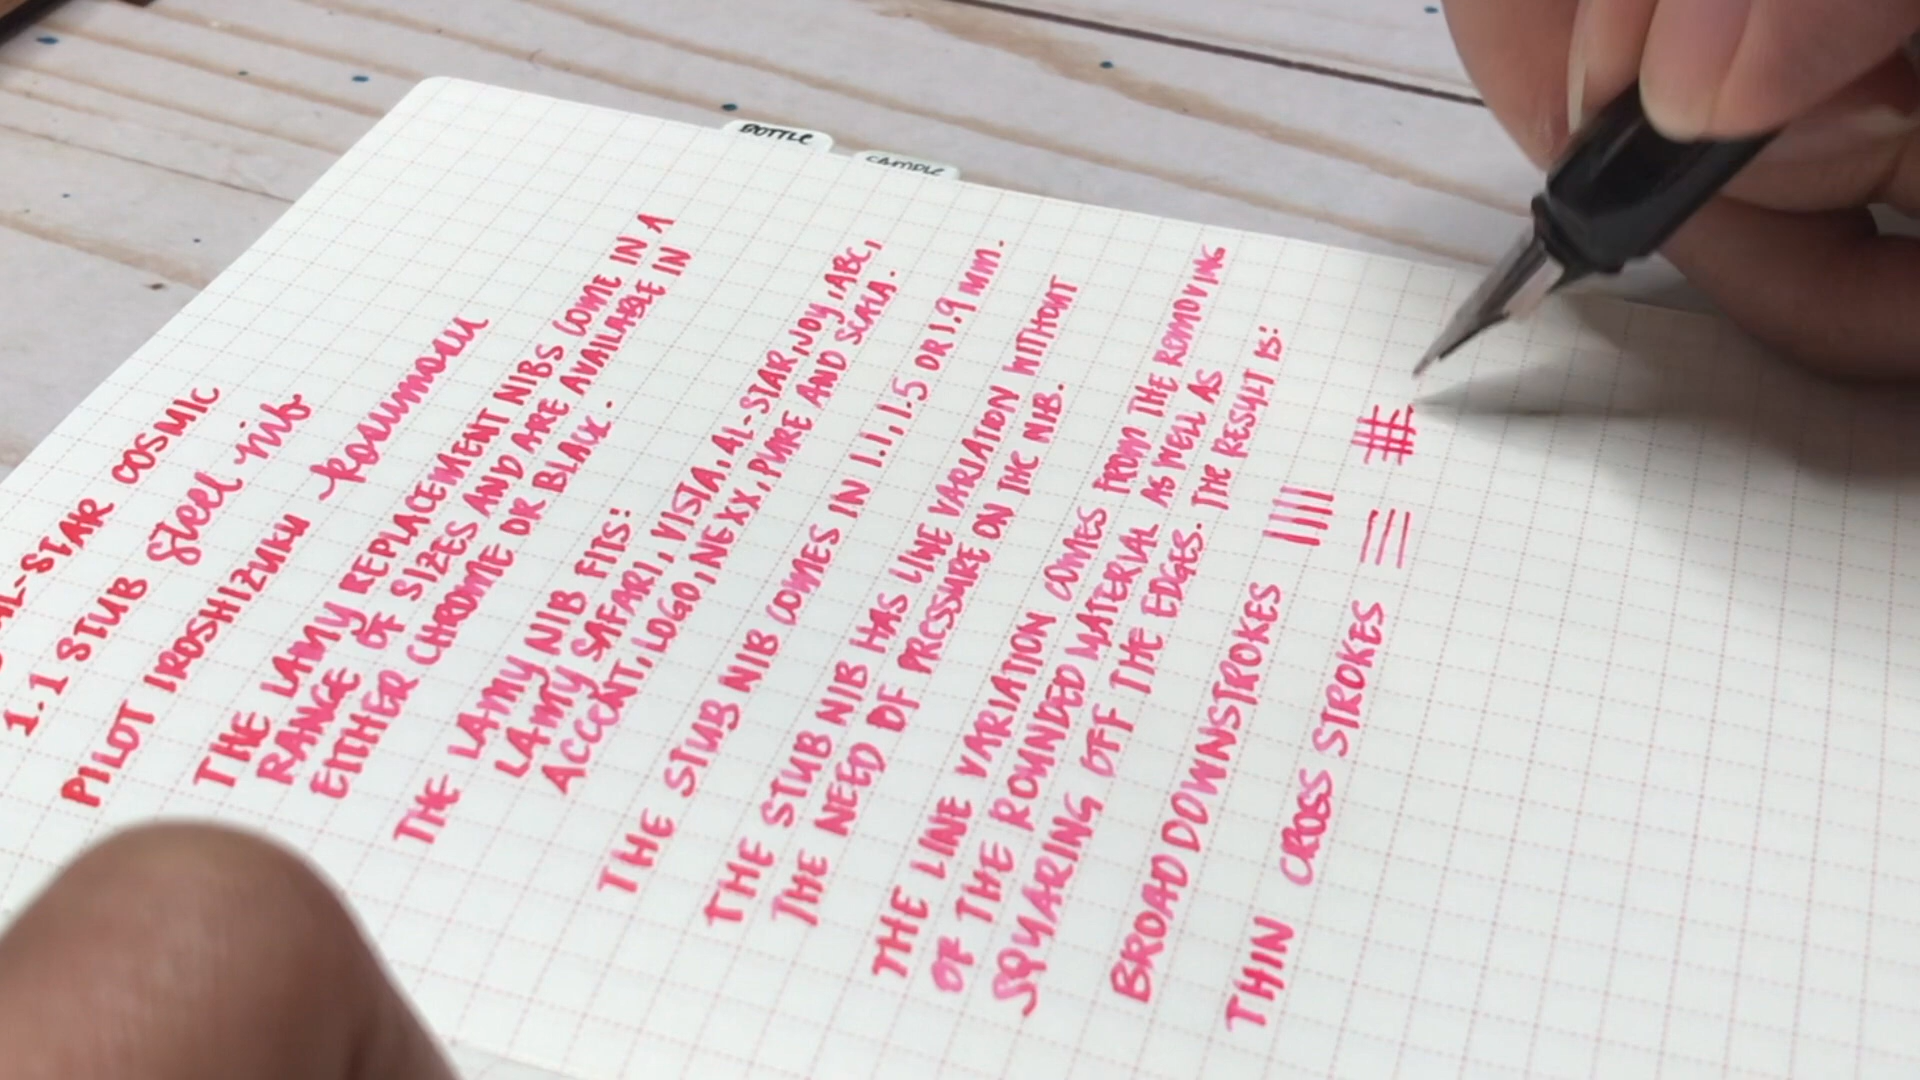 BOTTLE
SAMPLE
AL-STAR COSMIC
1.1 STUB Steel nib
PILOT IROSHIZUKU kosumosu
THE LAMY REPLACEMENT NIBS COME IN A
RANGE OF SIZES AND ARE AVAILABLE IN
EITHER CHROME OR BLACK.
THE LAMY NIB FITS:
LAMY SAFARI, VISTA, AL-STAR, JOY, ABC,
ACCENT, LOGO, NEXX, PURE AND SCALA.
THE STUB NIB COMES IN 1.1, 1.5 OR 1.9 MM.
THE STUB NIB HAS LINE VARIATION WITHOUT
THE NEED OF PRESSURE ON THE NIB.
THE LINE VARIATION COMES FROM THE REMOVING
OF THE ROUNDED MATERIAL AS WELL AS
SQUARING OFF THE EDGES. THE RESULT IS:
BROAD DOWNSTROKES
THIN CROSS STROKES